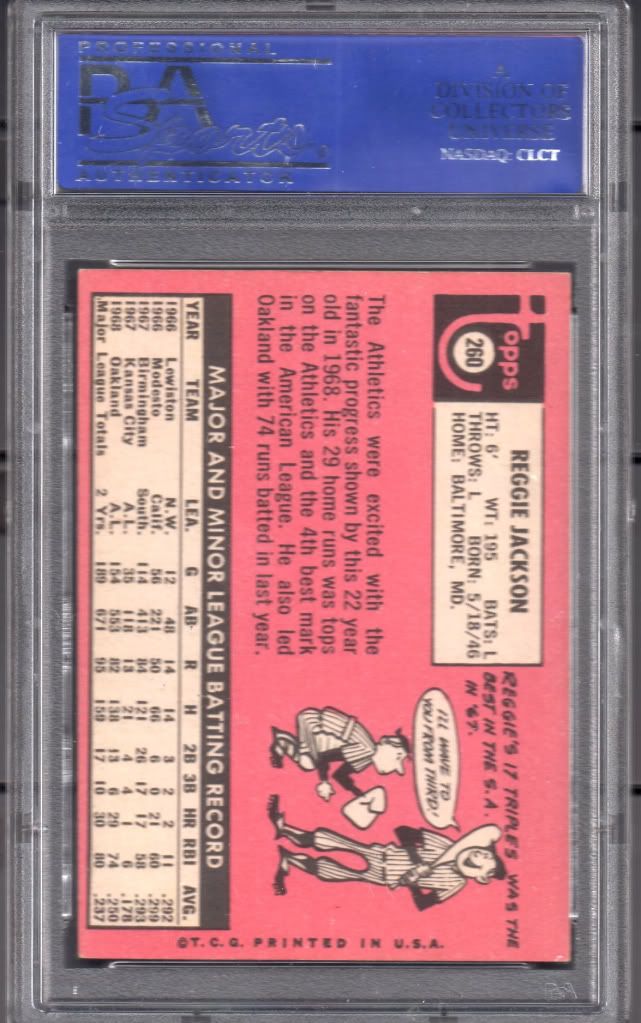 PROFESSIONAL
PSA
Sports
AUTHENTICATOR
A
DIVISION OF
COLLECTORS
UNIVERSE
NASDAQ: CLCT
Topps
260
REGGIE JACKSON
HT: 6' WT: 195 BATS: L
THROWS: L BORN: 5/18/46
HOME: BALTIMORE, MD.
REGGIE'S 17 TRIPLES WAS THE
BEST IN THE S.A.
IN '67.
I'LL WAVE TO
YOU FROM THIRD!
The Athletics were excited with the
fantastic progress shown by this 22 year
old in 1968. His 29 home runs was tops
on the Athletics and the 4th best mark
in the American League. He also led
Oakland with 74 runs batted in last year.
MAJOR AND MINOR LEAGUE BATTING RECORD
YEAR TEAM LEA. G AB R H 2B 3B HR RBI AVG.
1966 Lewiston N.W. 12 48 14 14 3 2 2 11 .292
1966 Modesto Calif. 56 221 50 66 6 0 21 60 .299
1967 Birmingham South. 114 413 84 121 26 17 17 58 .293
1967 Kansas City A.L. 35 118 13 21 4 4 1 6 .178
1968 Oakland A.L. 154 553 82 138 13 6 29 74 .250
Major League Totals 2 Yrs. 189 671 95 159 17 10 30 80 .237
©T.C.G. PRINTED IN U.S.A.